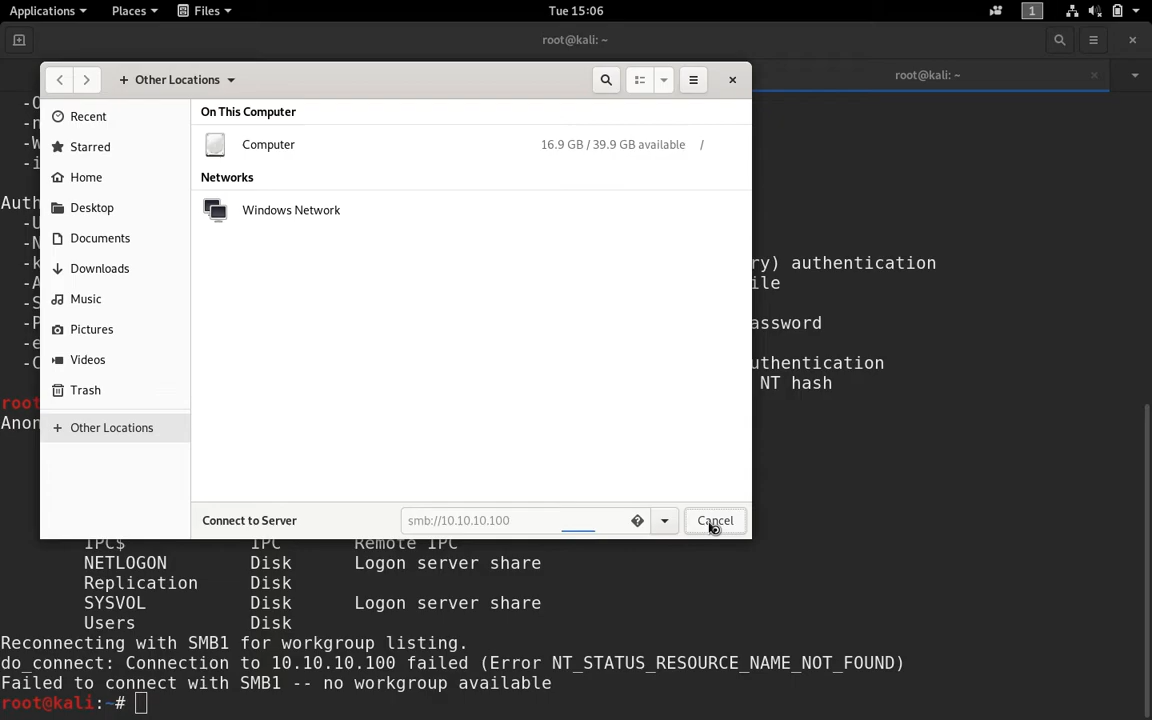 Applications Places Files Tue 15:06 1
root@kali: ~
Other Locations
root@kali: ~
Recent
Starred
Home
Desktop
Documents
Downloads
Music
Pictures
Videos
Trash
Other Locations
On This Computer
Computer 16.9 GB / 39.9 GB available /
Networks
Windows Network
Connect to Server smb://10.10.10.100 Cancel
-n
-W
-i
Auth
-U
-N
-k ry) authentication
-A ile
-S
-P assword
-e
-C uthentication
NT hash
root
Anon
IPC$ IPC Remote IPC
NETLOGON Disk Logon server share
Replication Disk
SYSVOL Disk Logon server share
Users Disk
Reconnecting with SMB1 for workgroup listing.
do_connect: Connection to 10.10.10.100 failed (Error NT_STATUS_RESOURCE_NAME_NOT_FOUND)
Failed to connect with SMB1 -- no workgroup available
root@kali:~#